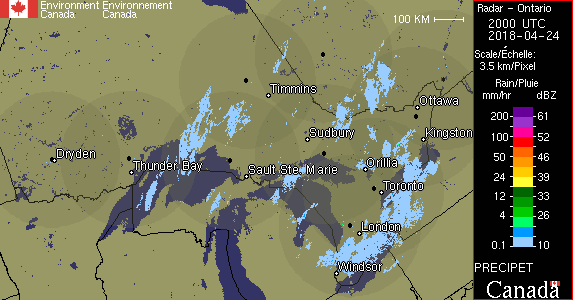 Environment Environnement
Canada Canada
100 KM
Timmins
Ottawa
Sudbury
Kingston
Dryden
Thunder Bay
Sault Ste. Marie
Orillia
Toronto
London
Windsor
Radar - Ontario
2000 UTC
2018-04-24
Scale/Échelle:
3.5 km/Pixel
Rain/Pluie
mm/hr dBZ
200 61
100 52
50 46
24 39
12 33
4 26
0.1 10
PRECIPET
Canada